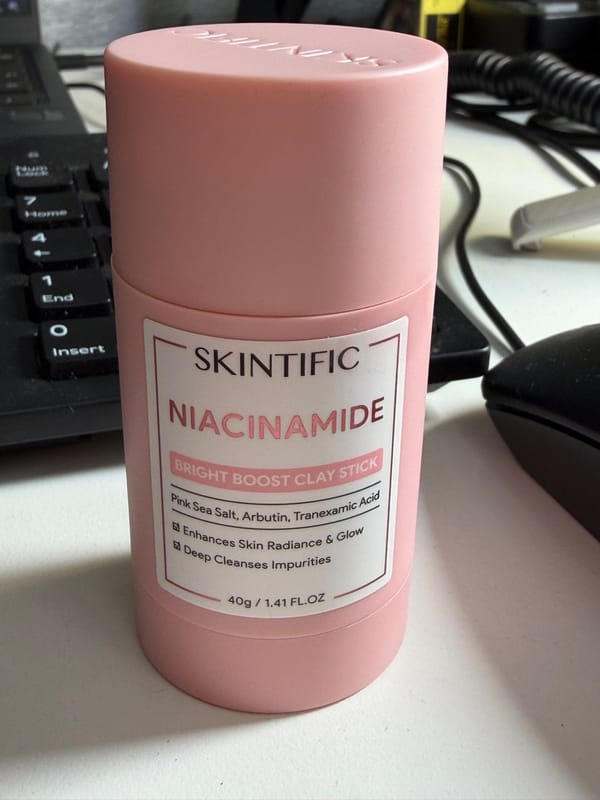 SKINTIFIC
Num
Lock
7
Home
4
←
1
End
0
Insert
SKINTIFIC
NIACINAMIDE
BRIGHT BOOST CLAY STICK
Pink Sea Salt, Arbutin, Tranexamic Acid
☑ Enhances Skin Radiance & Glow
☑ Deep Cleanses Impurities
40g / 1.41 FL.OZ